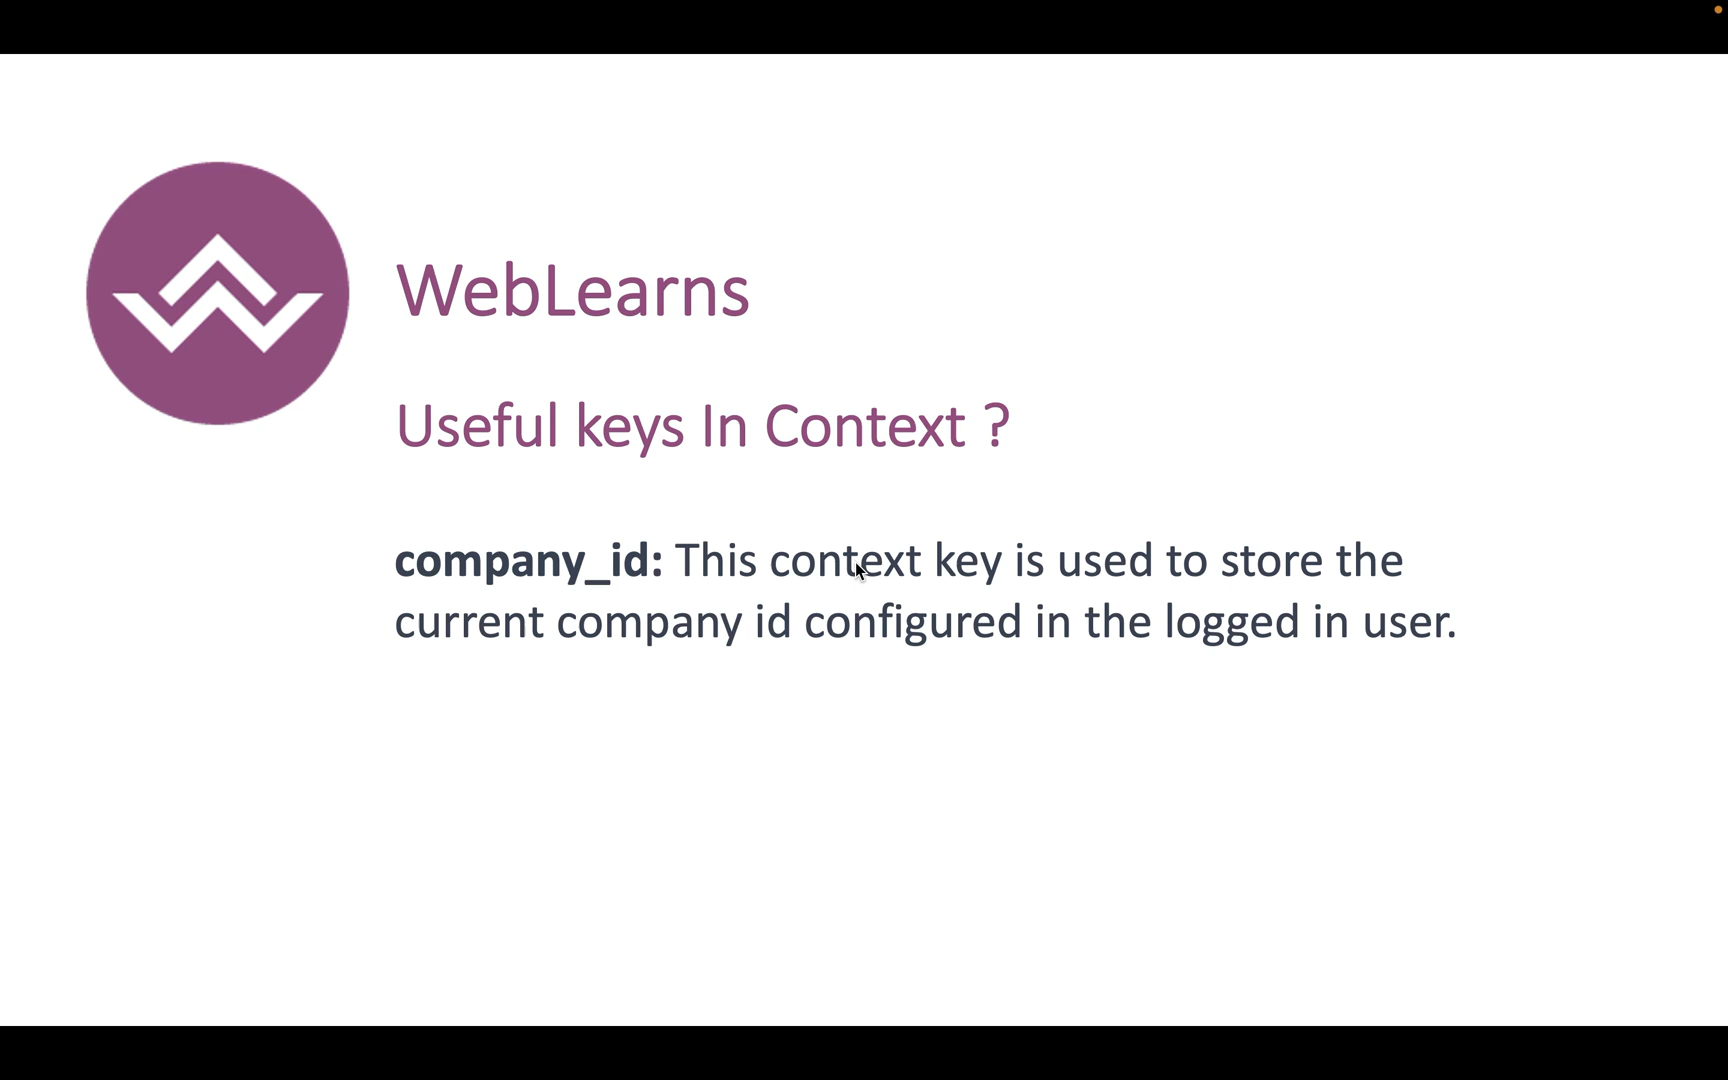 WebLearns
Useful keys In Context ?
company_id: This context key is used to store the
current company id configured in the logged in user.